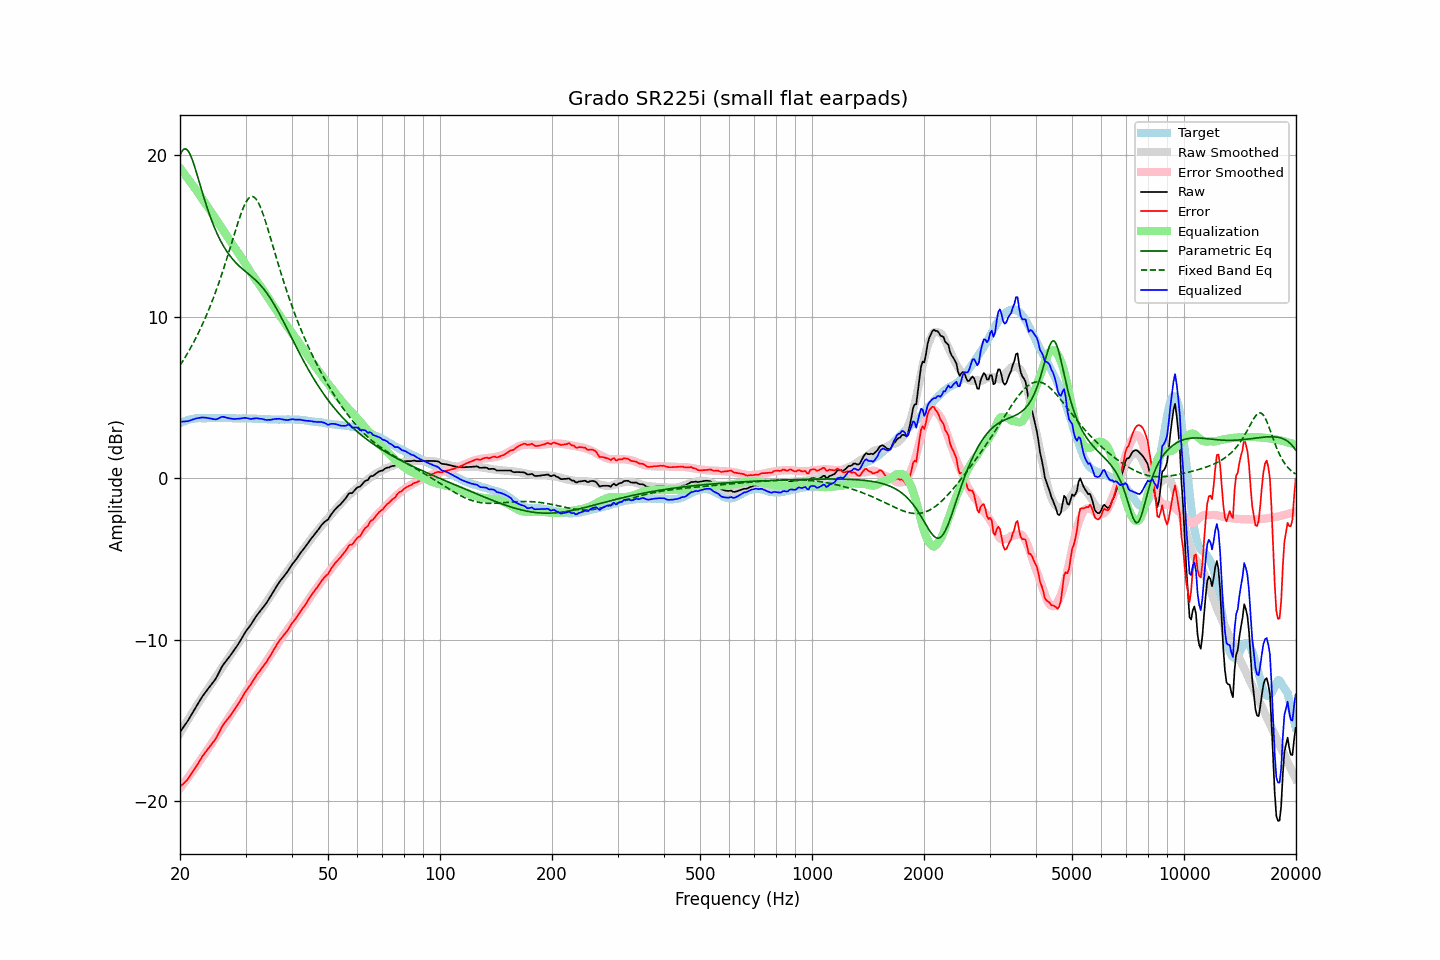 Grado SR225i (small flat earpads)
Target
Raw Smoothed
Error Smoothed
Raw
Error
Equalization
Parametric Eq
Fixed Band Eq
Equalized
Amplitude (dBr)
20
10
0
−10
−20
20
50
100
200
500
1000
2000
5000
10000
20000
Frequency (Hz)